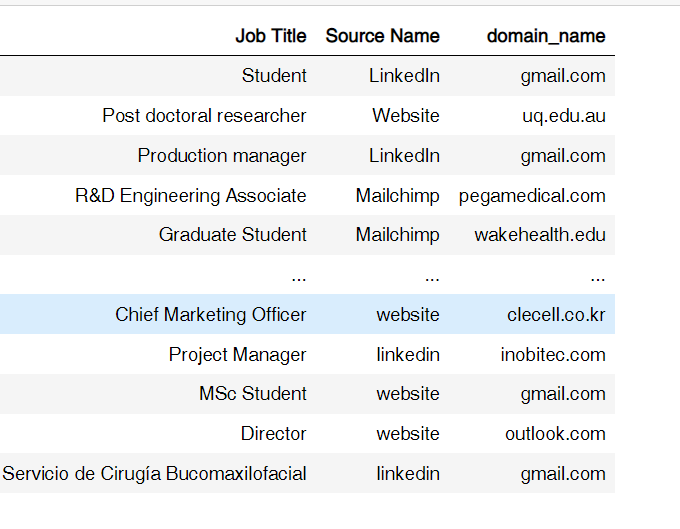 Job Title Source Name domain_name
Student LinkedIn gmail.com
Post doctoral researcher Website uq.edu.au
Production manager LinkedIn gmail.com
R&D Engineering Associate Mailchimp pegamedical.com
Graduate Student Mailchimp wakehealth.edu
... ... ...
Chief Marketing Officer website clecell.co.kr
Project Manager linkedin inobitec.com
MSc Student website gmail.com
Director website outlook.com
Servicio de Cirugía Bucomaxilofacial linkedin gmail.com